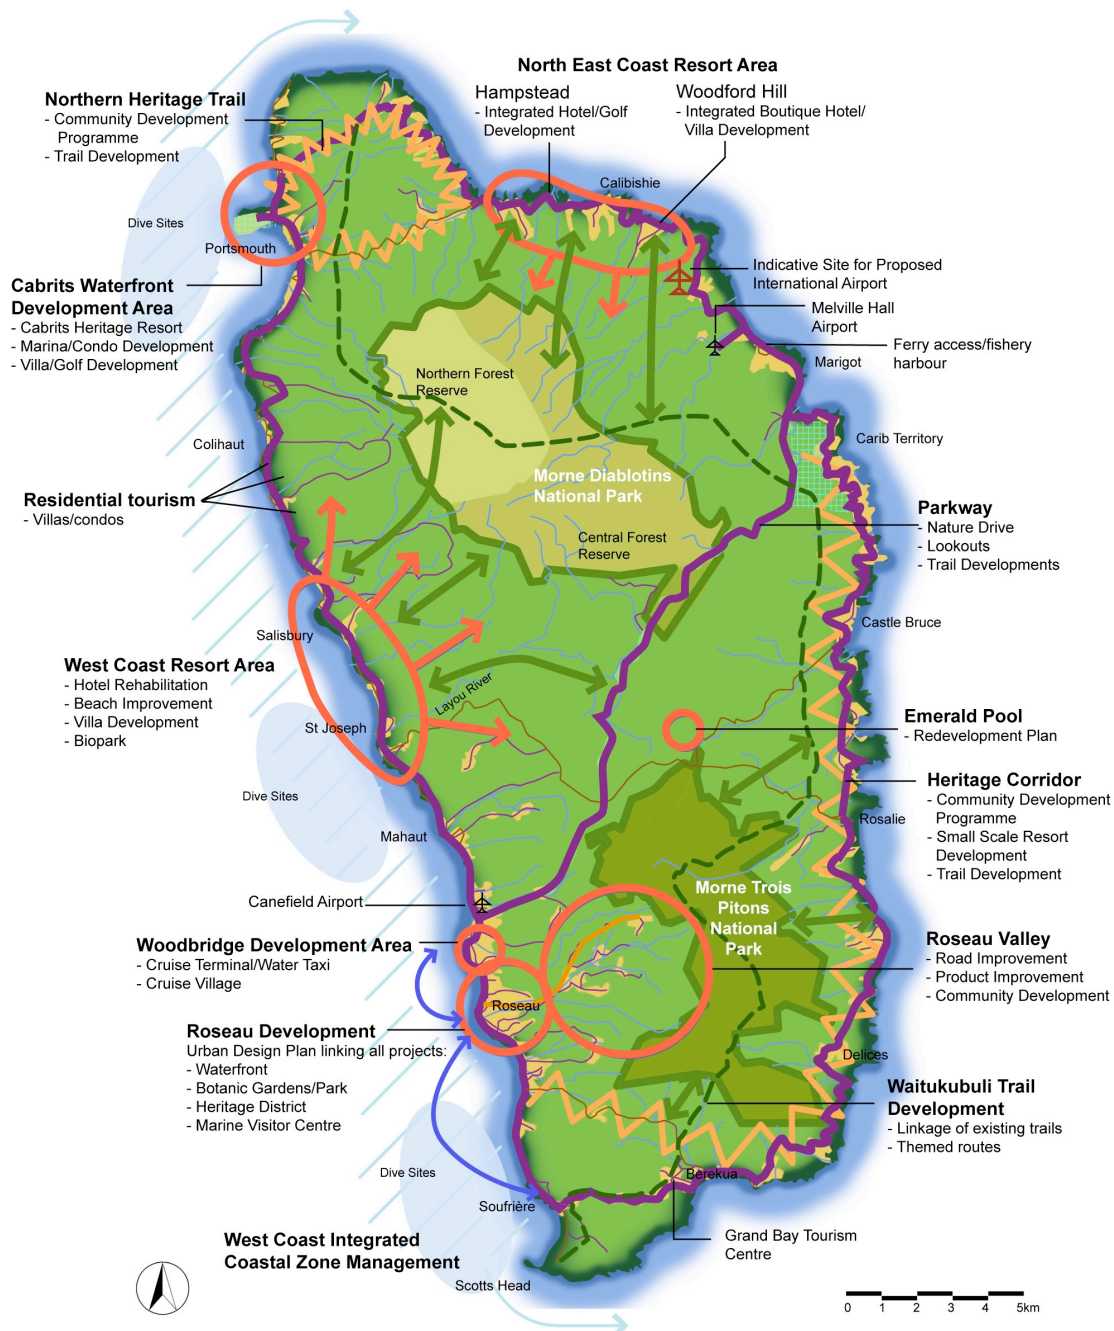 North East Coast Resort Area
Hampstead
- Integrated Hotel/Golf
Development
Woodford Hill
- Integrated Boutique Hotel/
Villa Development
Northern Heritage Trail
- Community Development
Programme
- Trail Development
Calibishie
Dive Sites
Portsmouth
Indicative Site for Proposed
International Airport
Cabrits Waterfront
Development Area
- Cabrits Heritage Resort
- Marina/Condo Development
- Villa/Golf Development
Melville Hall
Airport
Ferry access/fishery
harbour
Marigot
Northern Forest
Reserve
Colihaut
Carib Territory
Morne Diablotins
National Park
Residential tourism
- Villas/condos
Parkway
- Nature Drive
- Lookouts
- Trail Developments
Central Forest
Reserve
Castle Bruce
Salisbury
West Coast Resort Area
- Hotel Rehabilitation
- Beach Improvement
- Villa Development
- Biopark
Layou River
St Joseph
Emerald Pool
- Redevelopment Plan
Heritage Corridor
- Community Development
Programme
- Small Scale Resort
Development
- Trail Development
Dive Sites
Rosalie
Mahaut
Morne Trois
Pitons
National
Park
Canefield Airport
Woodbridge Development Area
- Cruise Terminal/Water Taxi
- Cruise Village
Roseau Valley
- Road Improvement
- Product Improvement
- Community Development
Roseau
Roseau Development
Urban Design Plan linking all projects:
- Waterfront
- Botanic Gardens/Park
- Heritage District
- Marine Visitor Centre
Delices
Waitukubuli Trail
Development
- Linkage of existing trails
- Themed routes
Dive Sites
Berekua
Soufrière
Grand Bay Tourism
Centre
West Coast Integrated
Coastal Zone Management
Scotts Head
0 1 2 3 4 5km